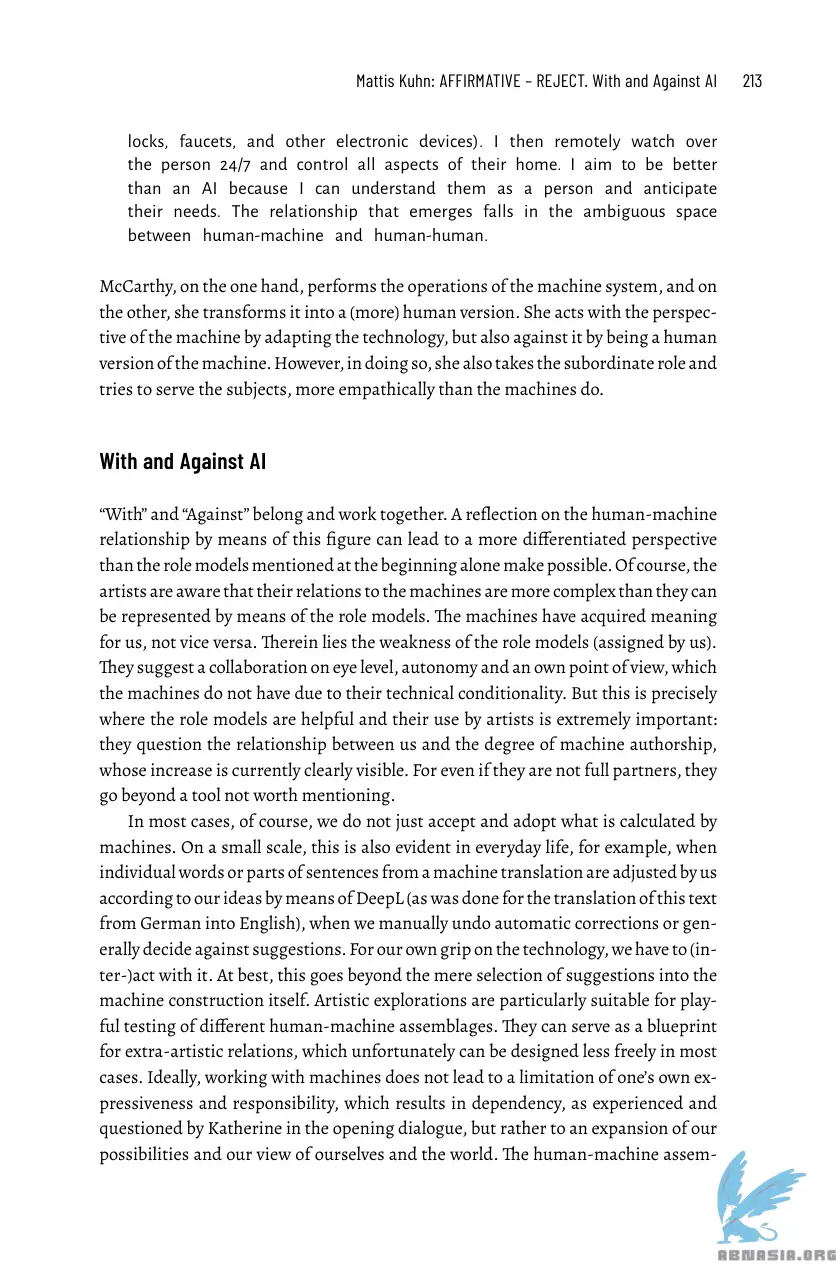 Mattis Kuhn: AFFIRMATIVE – REJECT. With and Against AI 213
locks, faucets, and other electronic devices). I then remotely watch over
the person 24/7 and control all aspects of their home. I aim to be better
than an AI because I can understand them as a person and anticipate
their needs. The relationship that emerges falls in the ambiguous space
between human-machine and human-human.
McCarthy, on the one hand, performs the operations of the machine system, and on
the other, she transforms it into a (more) human version. She acts with the perspec-
tive of the machine by adapting the technology, but also against it by being a human
version of the machine. However, in doing so, she also takes the subordinate role and
tries to serve the subjects, more empathically than the machines do.
With and Against AI
“With” and “Against” belong and work together. A reflection on the human-machine
relationship by means of this figure can lead to a more differentiated perspective
than the role models mentioned at the beginning alone make possible. Of course, the
artists are aware that their relations to the machines are more complex than they can
be represented by means of the role models. The machines have acquired meaning
for us, not vice versa. Therein lies the weakness of the role models (assigned by us).
They suggest a collaboration on eye level, autonomy and an own point of view, which
the machines do not have due to their technical conditionality. But this is precisely
where the role models are helpful and their use by artists is extremely important:
they question the relationship between us and the degree of machine authorship,
whose increase is currently clearly visible. For even if they are not full partners, they
go beyond a tool not worth mentioning.
In most cases, of course, we do not just accept and adopt what is calculated by
machines. On a small scale, this is also evident in everyday life, for example, when
individual words or parts of sentences from a machine translation are adjusted by us
according to our ideas by means of DeepL (as was done for the translation of this text
from German into English), when we manually undo automatic corrections or gen-
erally decide against suggestions. For our own grip on the technology, we have to (in-
ter-)act with it. At best, this goes beyond the mere selection of suggestions into the
machine construction itself. Artistic explorations are particularly suitable for play-
ful testing of different human-machine assemblages. They can serve as a blueprint
for extra-artistic relations, which unfortunately can be designed less freely in most
cases. Ideally, working with machines does not lead to a limitation of one’s own ex-
pressiveness and responsibility, which results in dependency, as experienced and
questioned by Katherine in the opening dialogue, but rather to an expansion of our
possibilities and our view of ourselves and the world. The human-machine assem-
ABNASIA.ORG